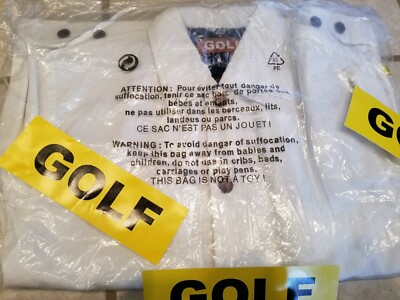 GOLF
PE
ATTENTION: Pour eviter tout danger de
suffocation, tenir ce sac hors de portee des
bébés et enfants,
ne pas utiliser dans les berceaux, lits,
landaus ou parcs.
CE SAC N'EST PAS UN JOUET!
WARNING: To avoid danger of suffocation,
keep this bag away from babies and
children. do not use in cribs, beds,
carriages or play pens.
THIS BAG IS NOT A TOY!
GOLF
GOLF